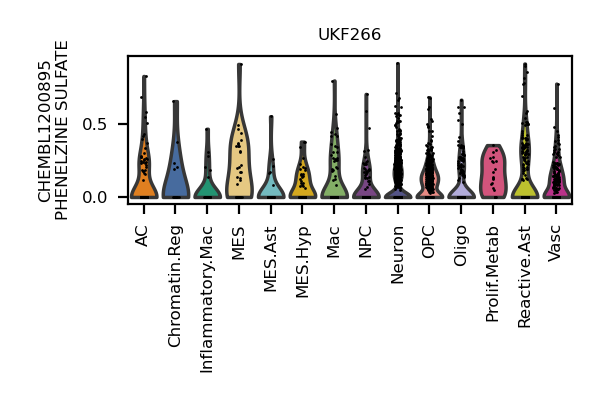 UKF266
CHEMBL1200895
PHENELZINE SULFATE
0.5
0.0
AC
Chromatin.Reg
Inflammatory.Mac
MES
MES.Ast
MES.Hyp
Mac
NPC
Neuron
OPC
Oligo
Prolif.Metab
Reactive.Ast
Vasc